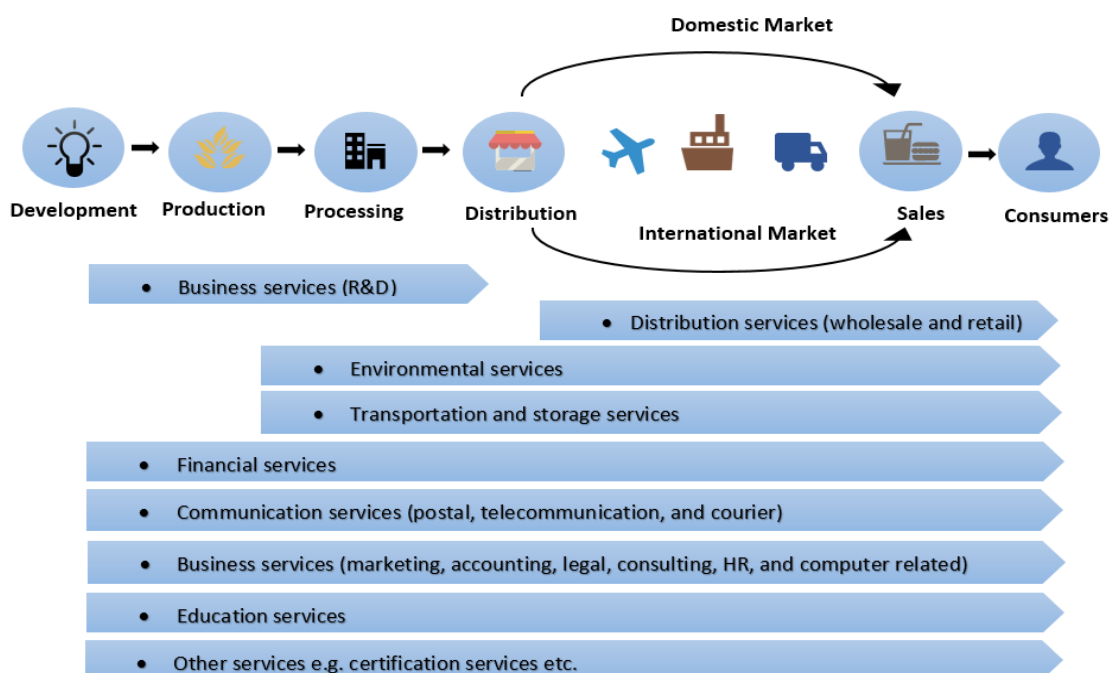 Domestic Market
Development
Production
Processing
Distribution
International Market
Sales
Consumers
• Business services (R&D)
• Distribution services (wholesale and retail)
• Environmental services
• Transportation and storage services
• Financial services
• Communication services (postal, telecommunication, and courier)
• Business services (marketing, accounting, legal, consulting, HR, and computer related)
• Education services
• Other services e.g. certification services etc.